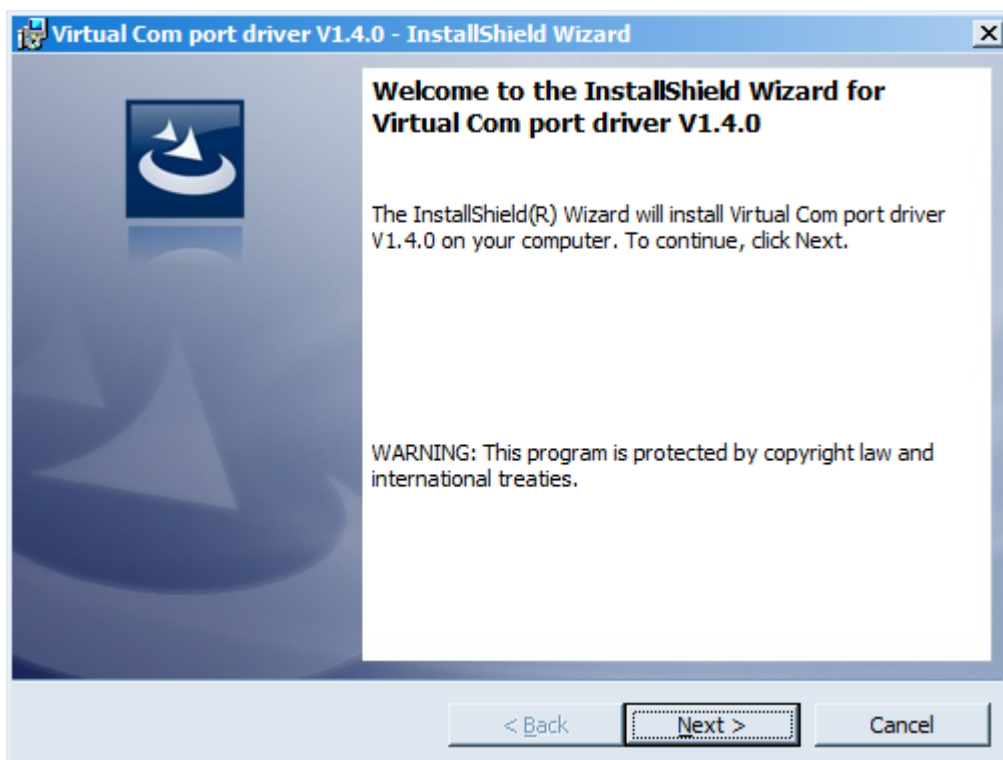 Virtual Com port driver V1.4.0 - InstallShield Wizard
Welcome to the InstallShield Wizard for
Virtual Com port driver V1.4.0
The InstallShield(R) Wizard will install Virtual Com port driver
V1.4.0 on your computer. To continue, click Next.
WARNING: This program is protected by copyright law and
international treaties.
< Back
Next >
Cancel